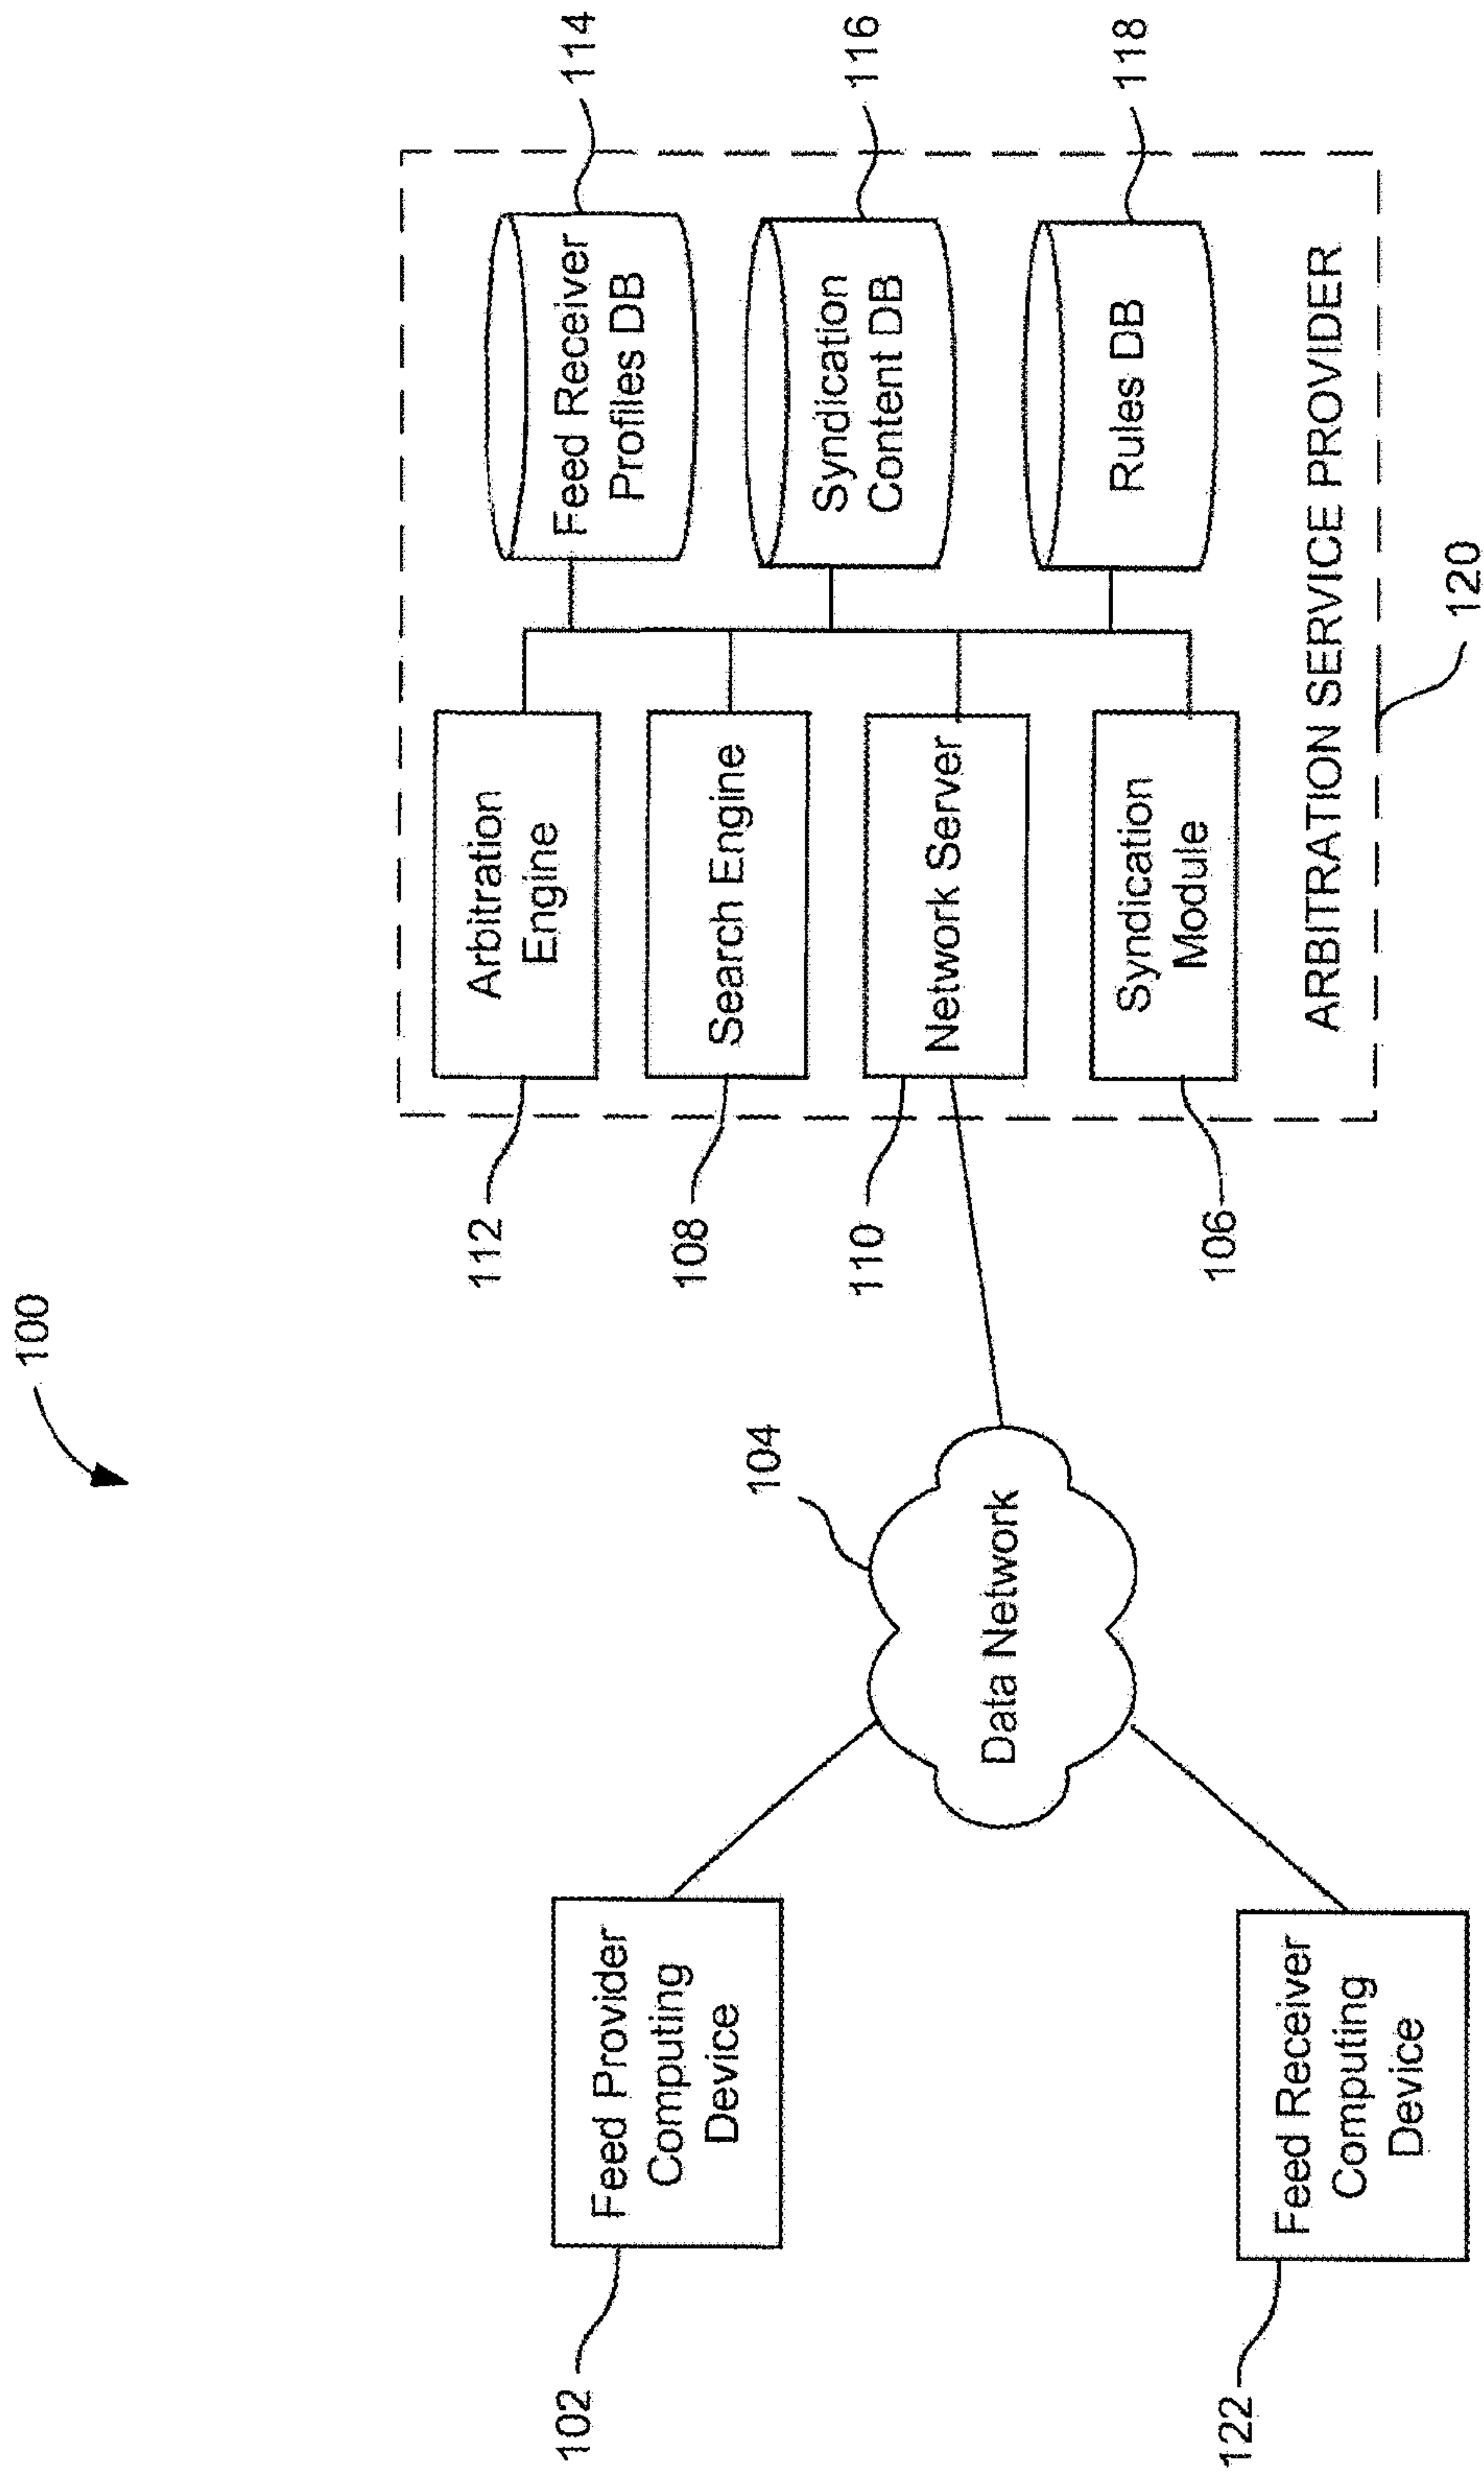 100
102
Feed Provider
Computing
Device
122
Feed Receiver
Computing
Device
104
Data Network
112
Arbitration
Engine
108
Search Engine
110
Network Server
106
Syndication
Module
Feed Receiver
Profiles DB
114
Syndication
Content DB
116
Rules DB
118
ARBITRATION SERVICE PROVIDER
120